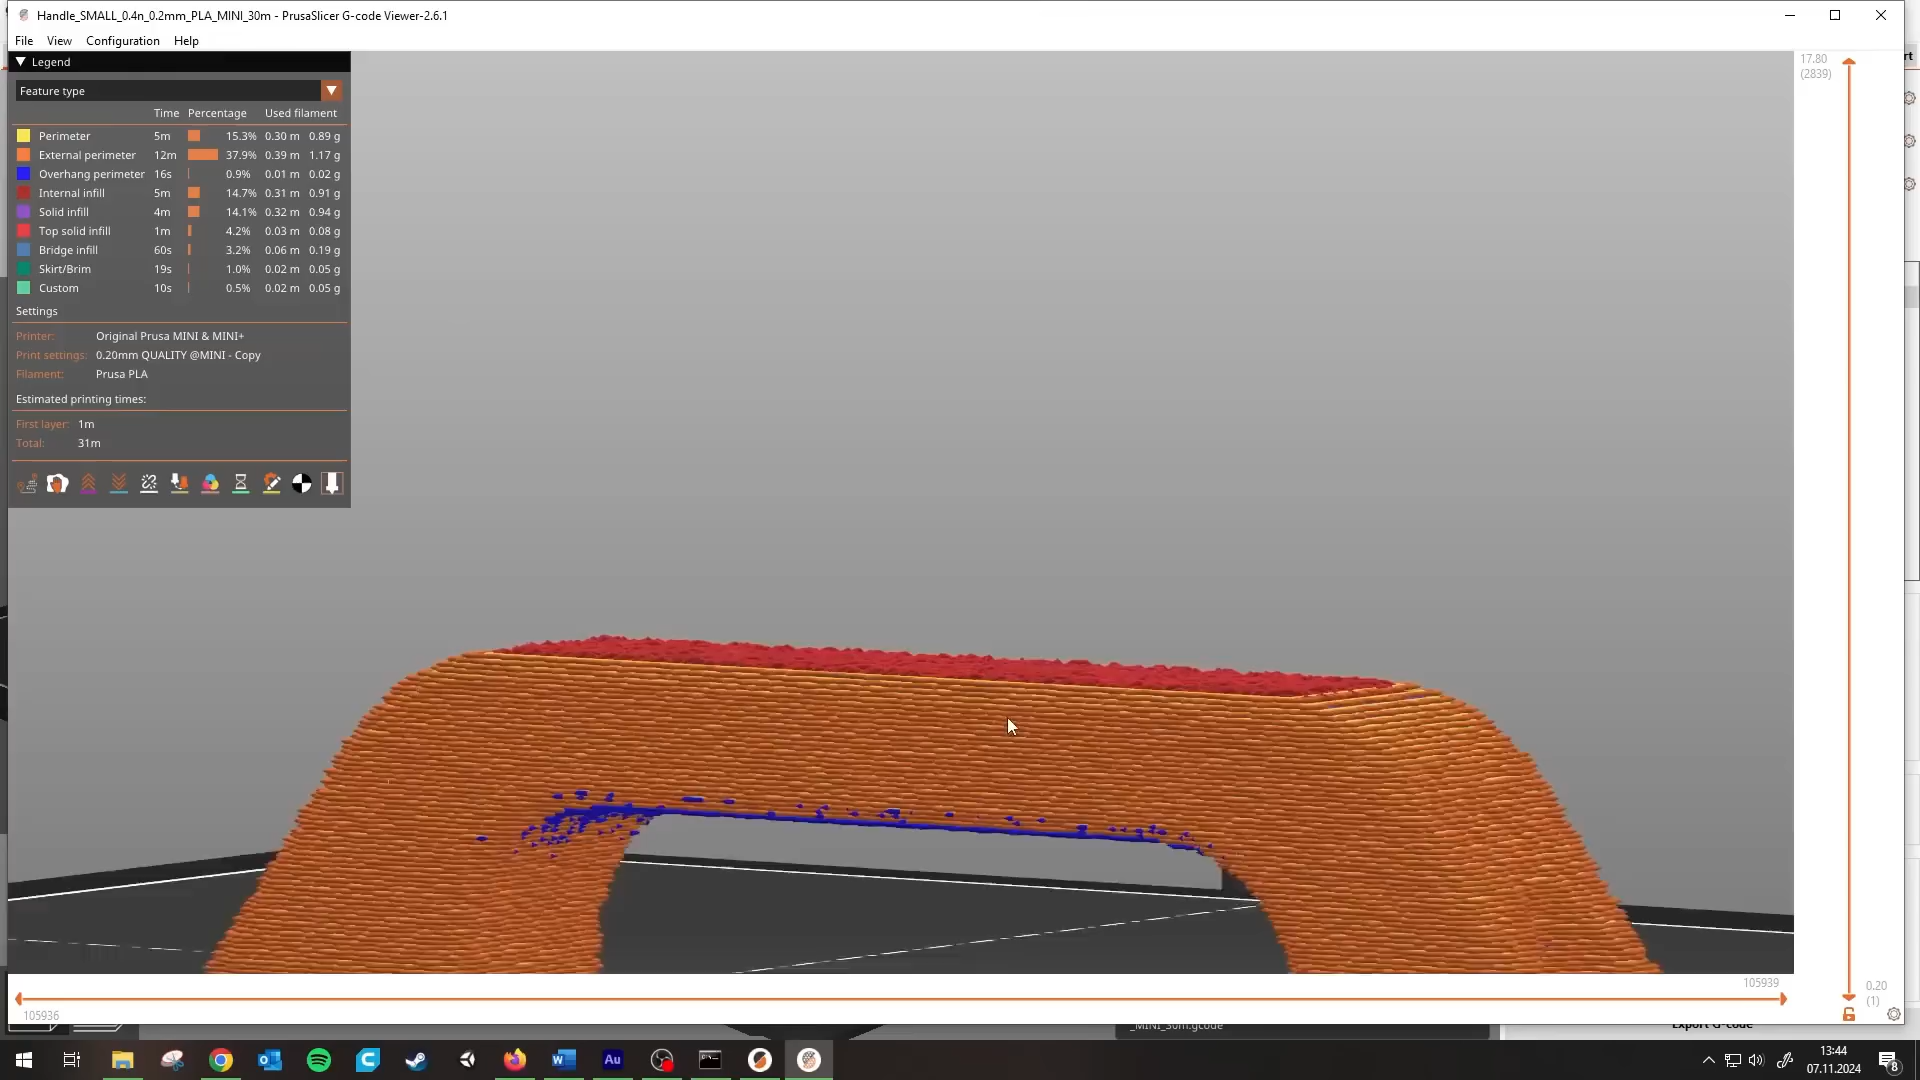 Handle_SMALL_0.4n_0.2mm_PLA_MINI_30m - PrusaSlicer G-code Viewer-2.6.1
File View Configuration Help
Legend
Feature type
Time Percentage Used filament
Perimeter 5m 15.3% 0.30 m 0.89 g
External perimeter 12m 37.9% 0.39 m 1.17 g
Overhang perimeter 16s 0.9% 0.01 m 0.02 g
Internal infill 5m 14.7% 0.31 m 0.91 g
Solid infill 4m 14.1% 0.32 m 0.94 g
Top solid infill 1m 4.2% 0.03 m 0.08 g
Bridge infill 60s 3.2% 0.06 m 0.19 g
Skirt/Brim 19s 1.0% 0.02 m 0.05 g
Custom 10s 0.5% 0.02 m 0.05 g
Settings
Printer: Original Prusa MINI & MINI+
Print settings: 0.20mm QUALITY @MINI - Copy
Filament: Prusa PLA
Estimated printing times:
First layer: 1m
Total: 31m
17.80
(2839)
rt
0.20
(1)
105939
105936
_MINI_30m.gcode
Export G-code
Au
13:44
07.11.2024
8